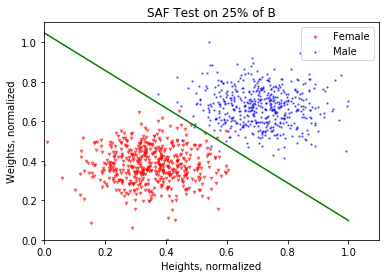 SAF Test on 25% of B
Female
Male
Weights, normalized
1.0
0.8
0.6
0.4
0.2
0.0
0.0 0.2 0.4 0.6 0.8 1.0
Heights, normalized